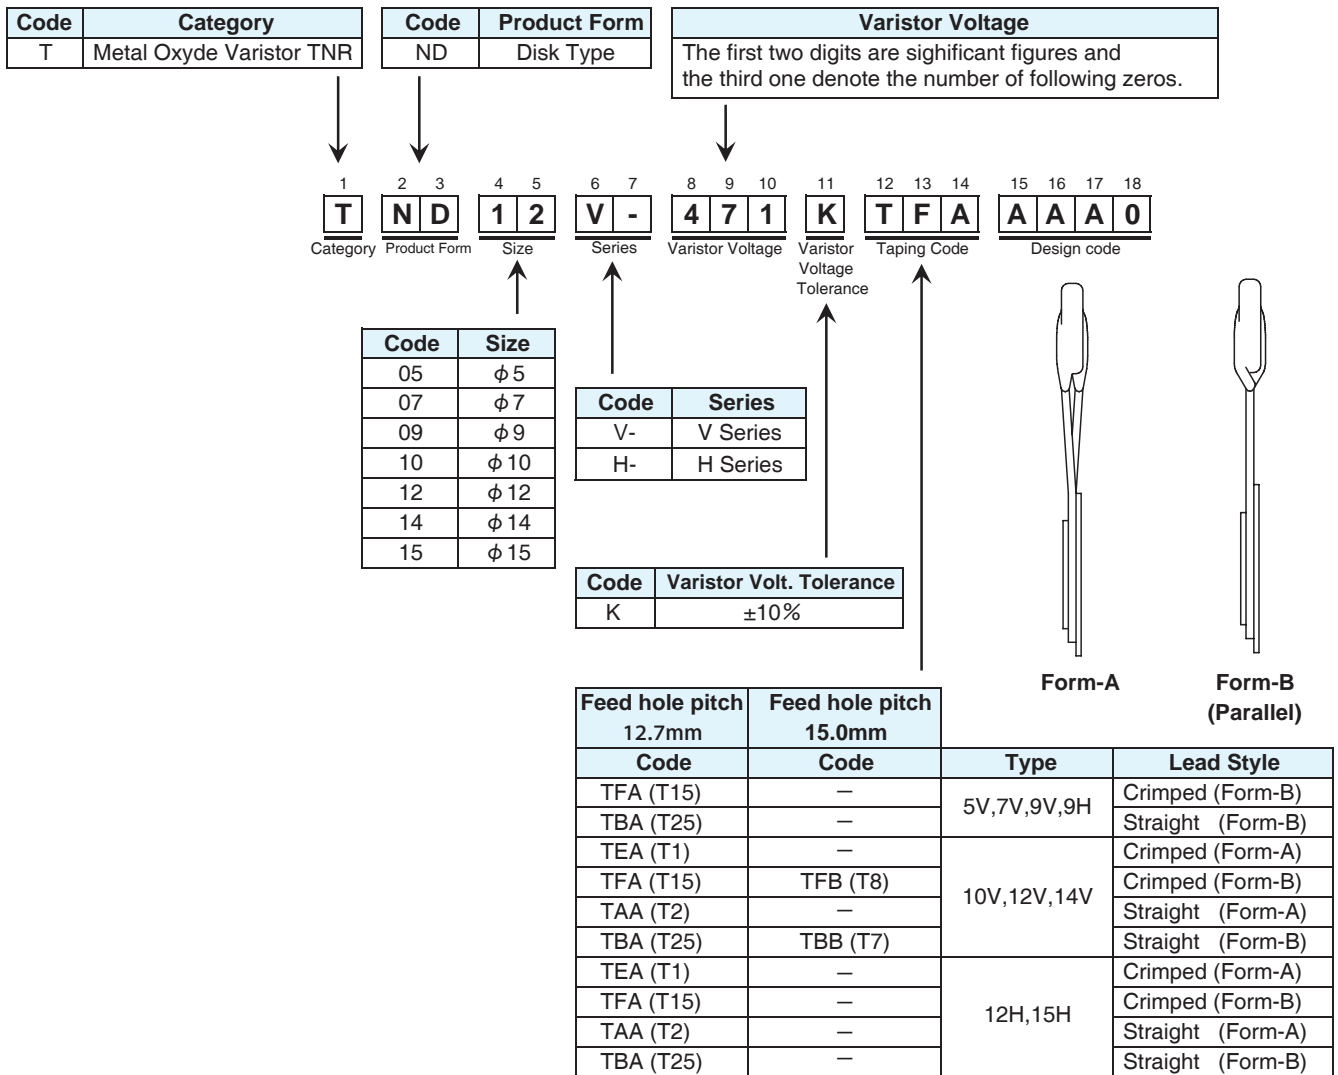 Code Category
T Metal Oxyde Varistor TNR
Code Product Form
ND Disk Type
Varistor Voltage
The first two digits are sighificant figures and
the third one denote the number of following zeros.
1 2 3 4 5 6 7 8 9 10 11 12 13 14 15 16 17 18
T N D 1 2 V - 4 7 1 K T F A A A A 0
Category Product Form Size Series Varistor Voltage Varistor Taping Code Design code
Voltage
Tolerance
Code Size
05 φ5
07 φ7
09 φ9
10 φ10
12 φ12
14 φ14
15 φ15
Code Series
V- V Series
H- H Series
Code Varistor Volt. Tolerance
K ±10%
Form-A
Form-B
(Parallel)
Feed hole pitch Feed hole pitch
12.7mm 15.0mm
Code Code Type Lead Style
TFA (T15) － 5V,7V,9V,9H Crimped (Form-B)
TBA (T25) － Straight (Form-B)
TEA (T1) － 10V,12V,14V Crimped (Form-A)
TFA (T15) TFB (T8) Crimped (Form-B)
TAA (T2) － Straight (Form-A)
TBA (T25) TBB (T7) Straight (Form-B)
TEA (T1) － 12H,15H Crimped (Form-A)
TFA (T15) － Crimped (Form-B)
TAA (T2) － Straight (Form-A)
TBA (T25) － Straight (Form-B)